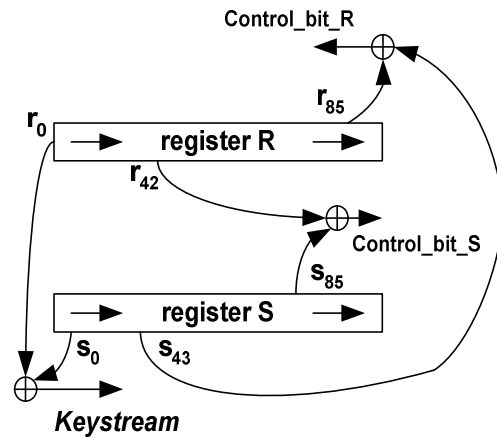 Control_bit_R
r85
r0
register R
r42
Control_bit_S
s85
register S
s0
s43
Keystream